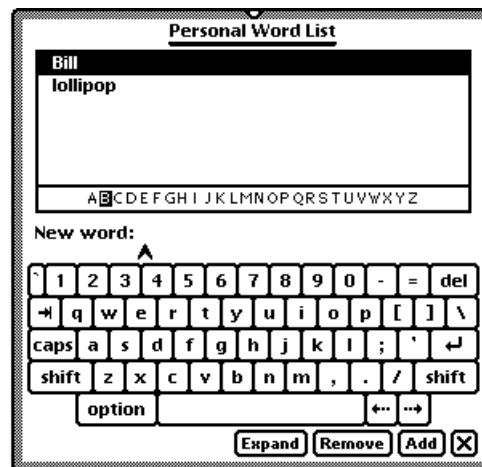 Personal Word List
Bill
lollipop
ABCDEFGHIJKLMNOPQRSTUVWXYZ
New word:
` 1 2 3 4 5 6 7 8 9 0 - = del
q w e r t y u i o p [ ] \
caps a s d f g h j k l ; '
shift z x c v b n m , . / shift
option
Expand Remove Add